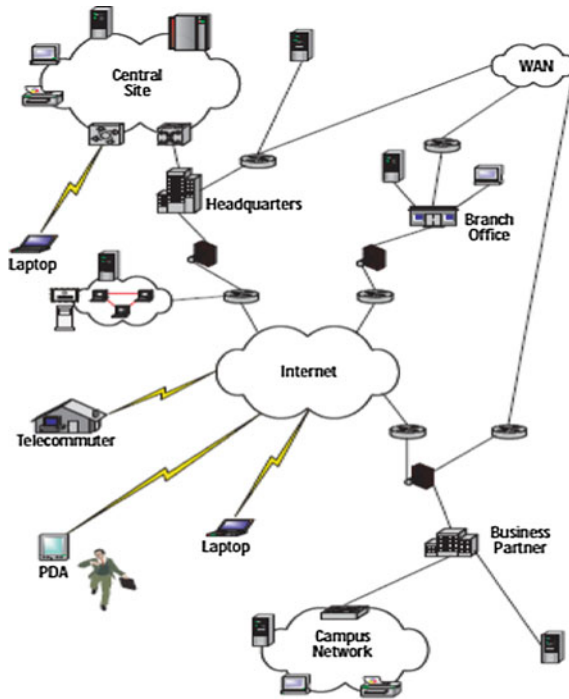 Central
Site
WAN
Headquarters
Branch
Office
Laptop
Internet
Telecommuter
Laptop
PDA
Business
Partner
Campus
Network